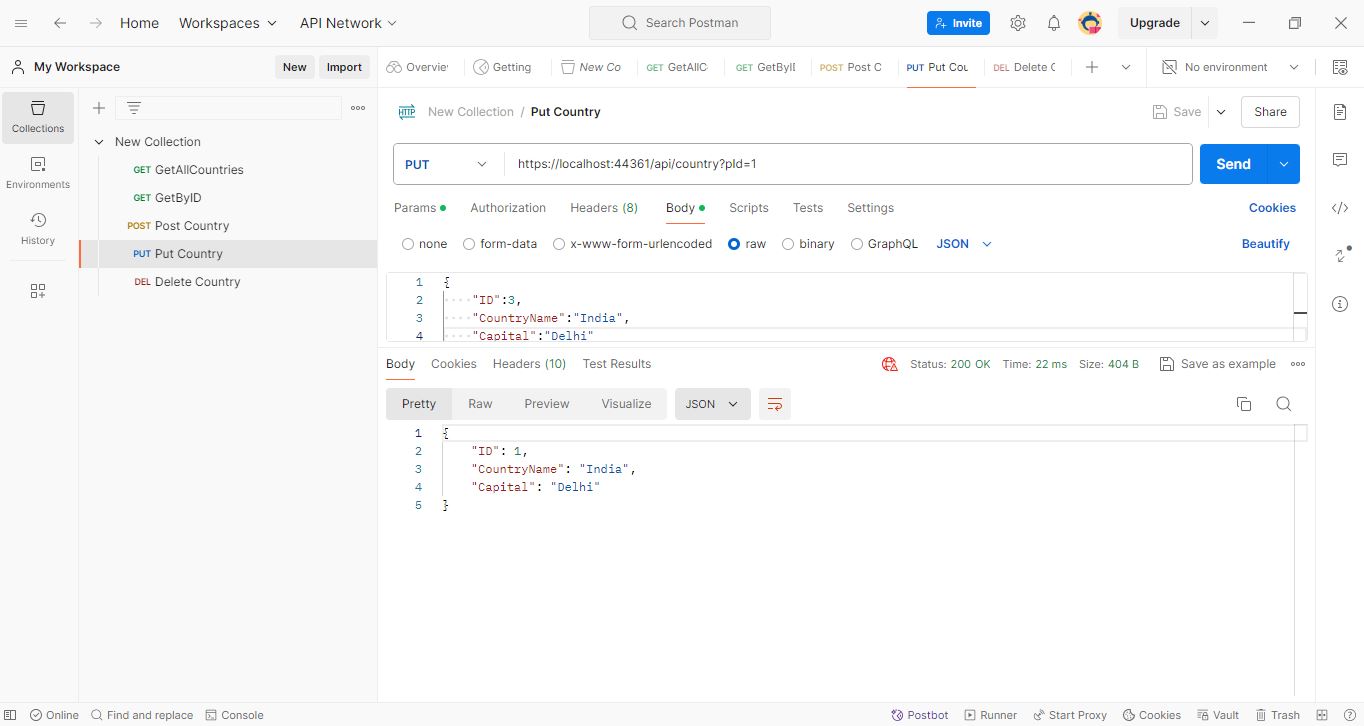 Home Workspaces API Network Search Postman Invite Upgrade
My Workspace New Import Overvie Getting New Co GET GetAllC GET GetByI POST Post C PUT Put Cou DEL Delete C No environment
Collections
Environments
History
New Collection
GET GetAllCountries
GET GetByID
POST Post Country
PUT Put Country
DEL Delete Country
HTTP New Collection / Put Country Save Share
PUT https://localhost:44361/api/country?pId=1 Send
Params Authorization Headers (8) Body Scripts Tests Settings Cookies
none form-data x-www-form-urlencoded raw binary GraphQL JSON Beautify
1 {
2 "ID":3,
3 "CountryName":"India",
4 "Capital":"Delhi"
Body Cookies Headers (10) Test Results Status: 200 OK Time: 22 ms Size: 404 B Save as example
Pretty Raw Preview Visualize JSON
1 {
2 "ID": 1,
3 "CountryName": "India",
4 "Capital": "Delhi"
5 }
Online Find and replace Console Postbot Runner Start Proxy Cookies Vault Trash